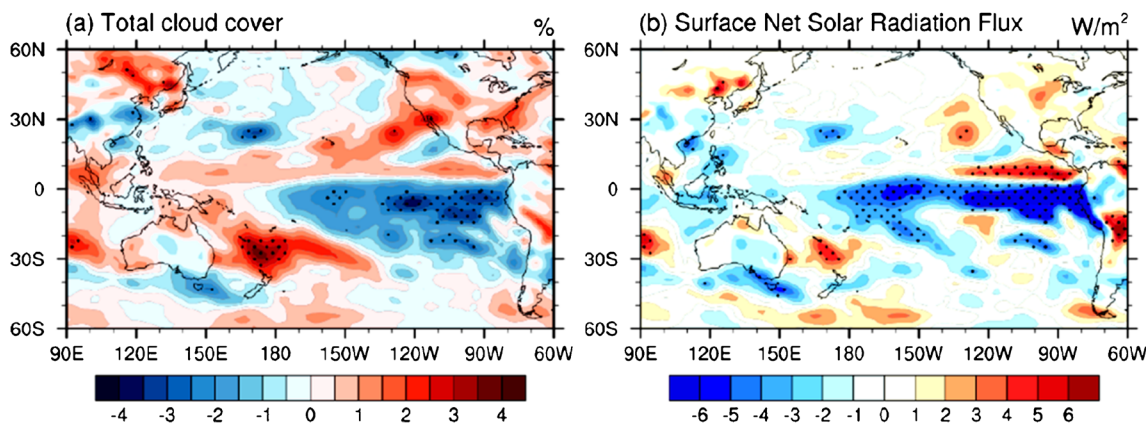 (a) Total cloud cover %
(b) Surface Net Solar Radiation Flux W/m²
60N 60N
30N 30N
0 0
30S 30S
60S 60S
90E 120E 150E 180 150W 120W 90W 60W 90E 120E 150E 180 150W 120W 90W 60W
-4 -3 -2 -1 0 1 2 3 4 -6 -5 -4 -3 -2 -1 0 1 2 3 4 5 6